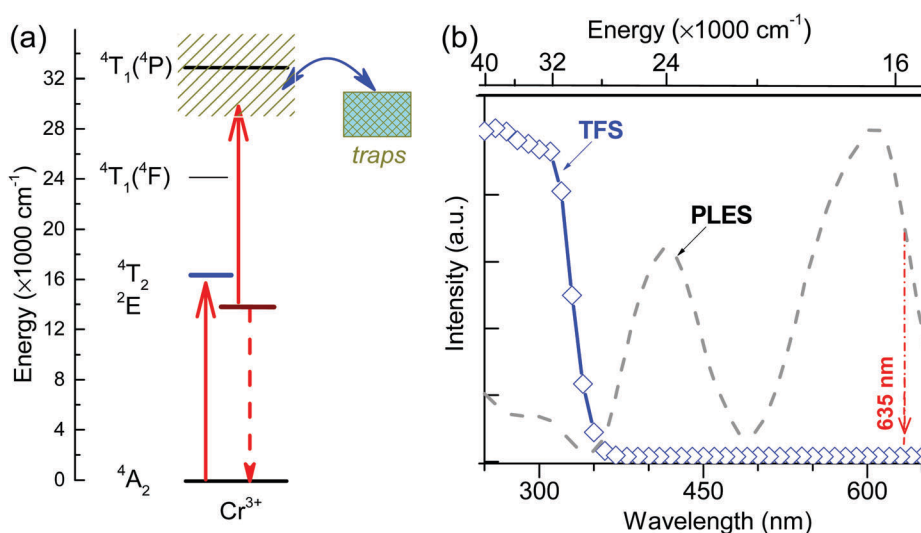 (a)
Energy (×1000 cm⁻¹)
32
28
24
20
16
12
8
4
0
⁴T₁(⁴P)
⁴T₁(⁴F)
⁴T₂
²E
⁴A₂
traps
Cr³⁺
(b)
Energy (×1000 cm⁻¹)
40 32 24 16
Intensity (a.u.)
TFS
PLES
635 nm
300 450 600
Wavelength (nm)